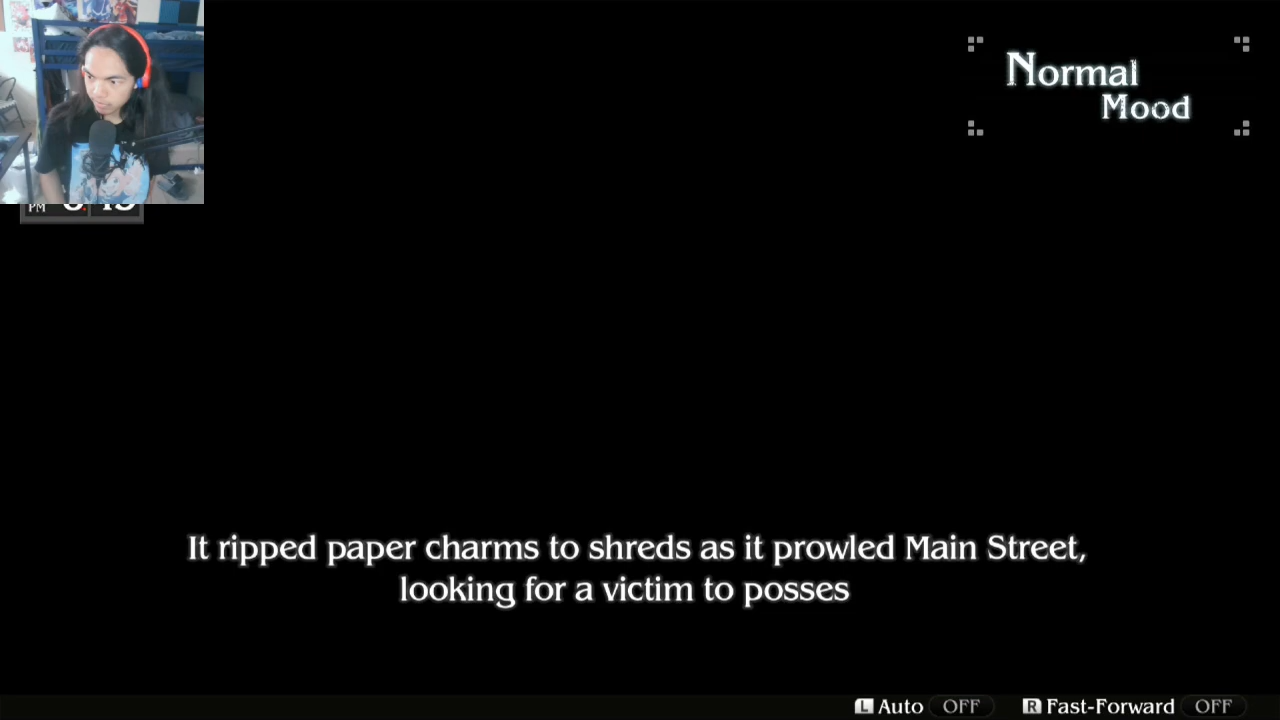 Normal
Mood
PM
It ripped paper charms to shreds as it prowled Main Street,
looking for a victim to posses
L Auto OFF R Fast-Forward OFF